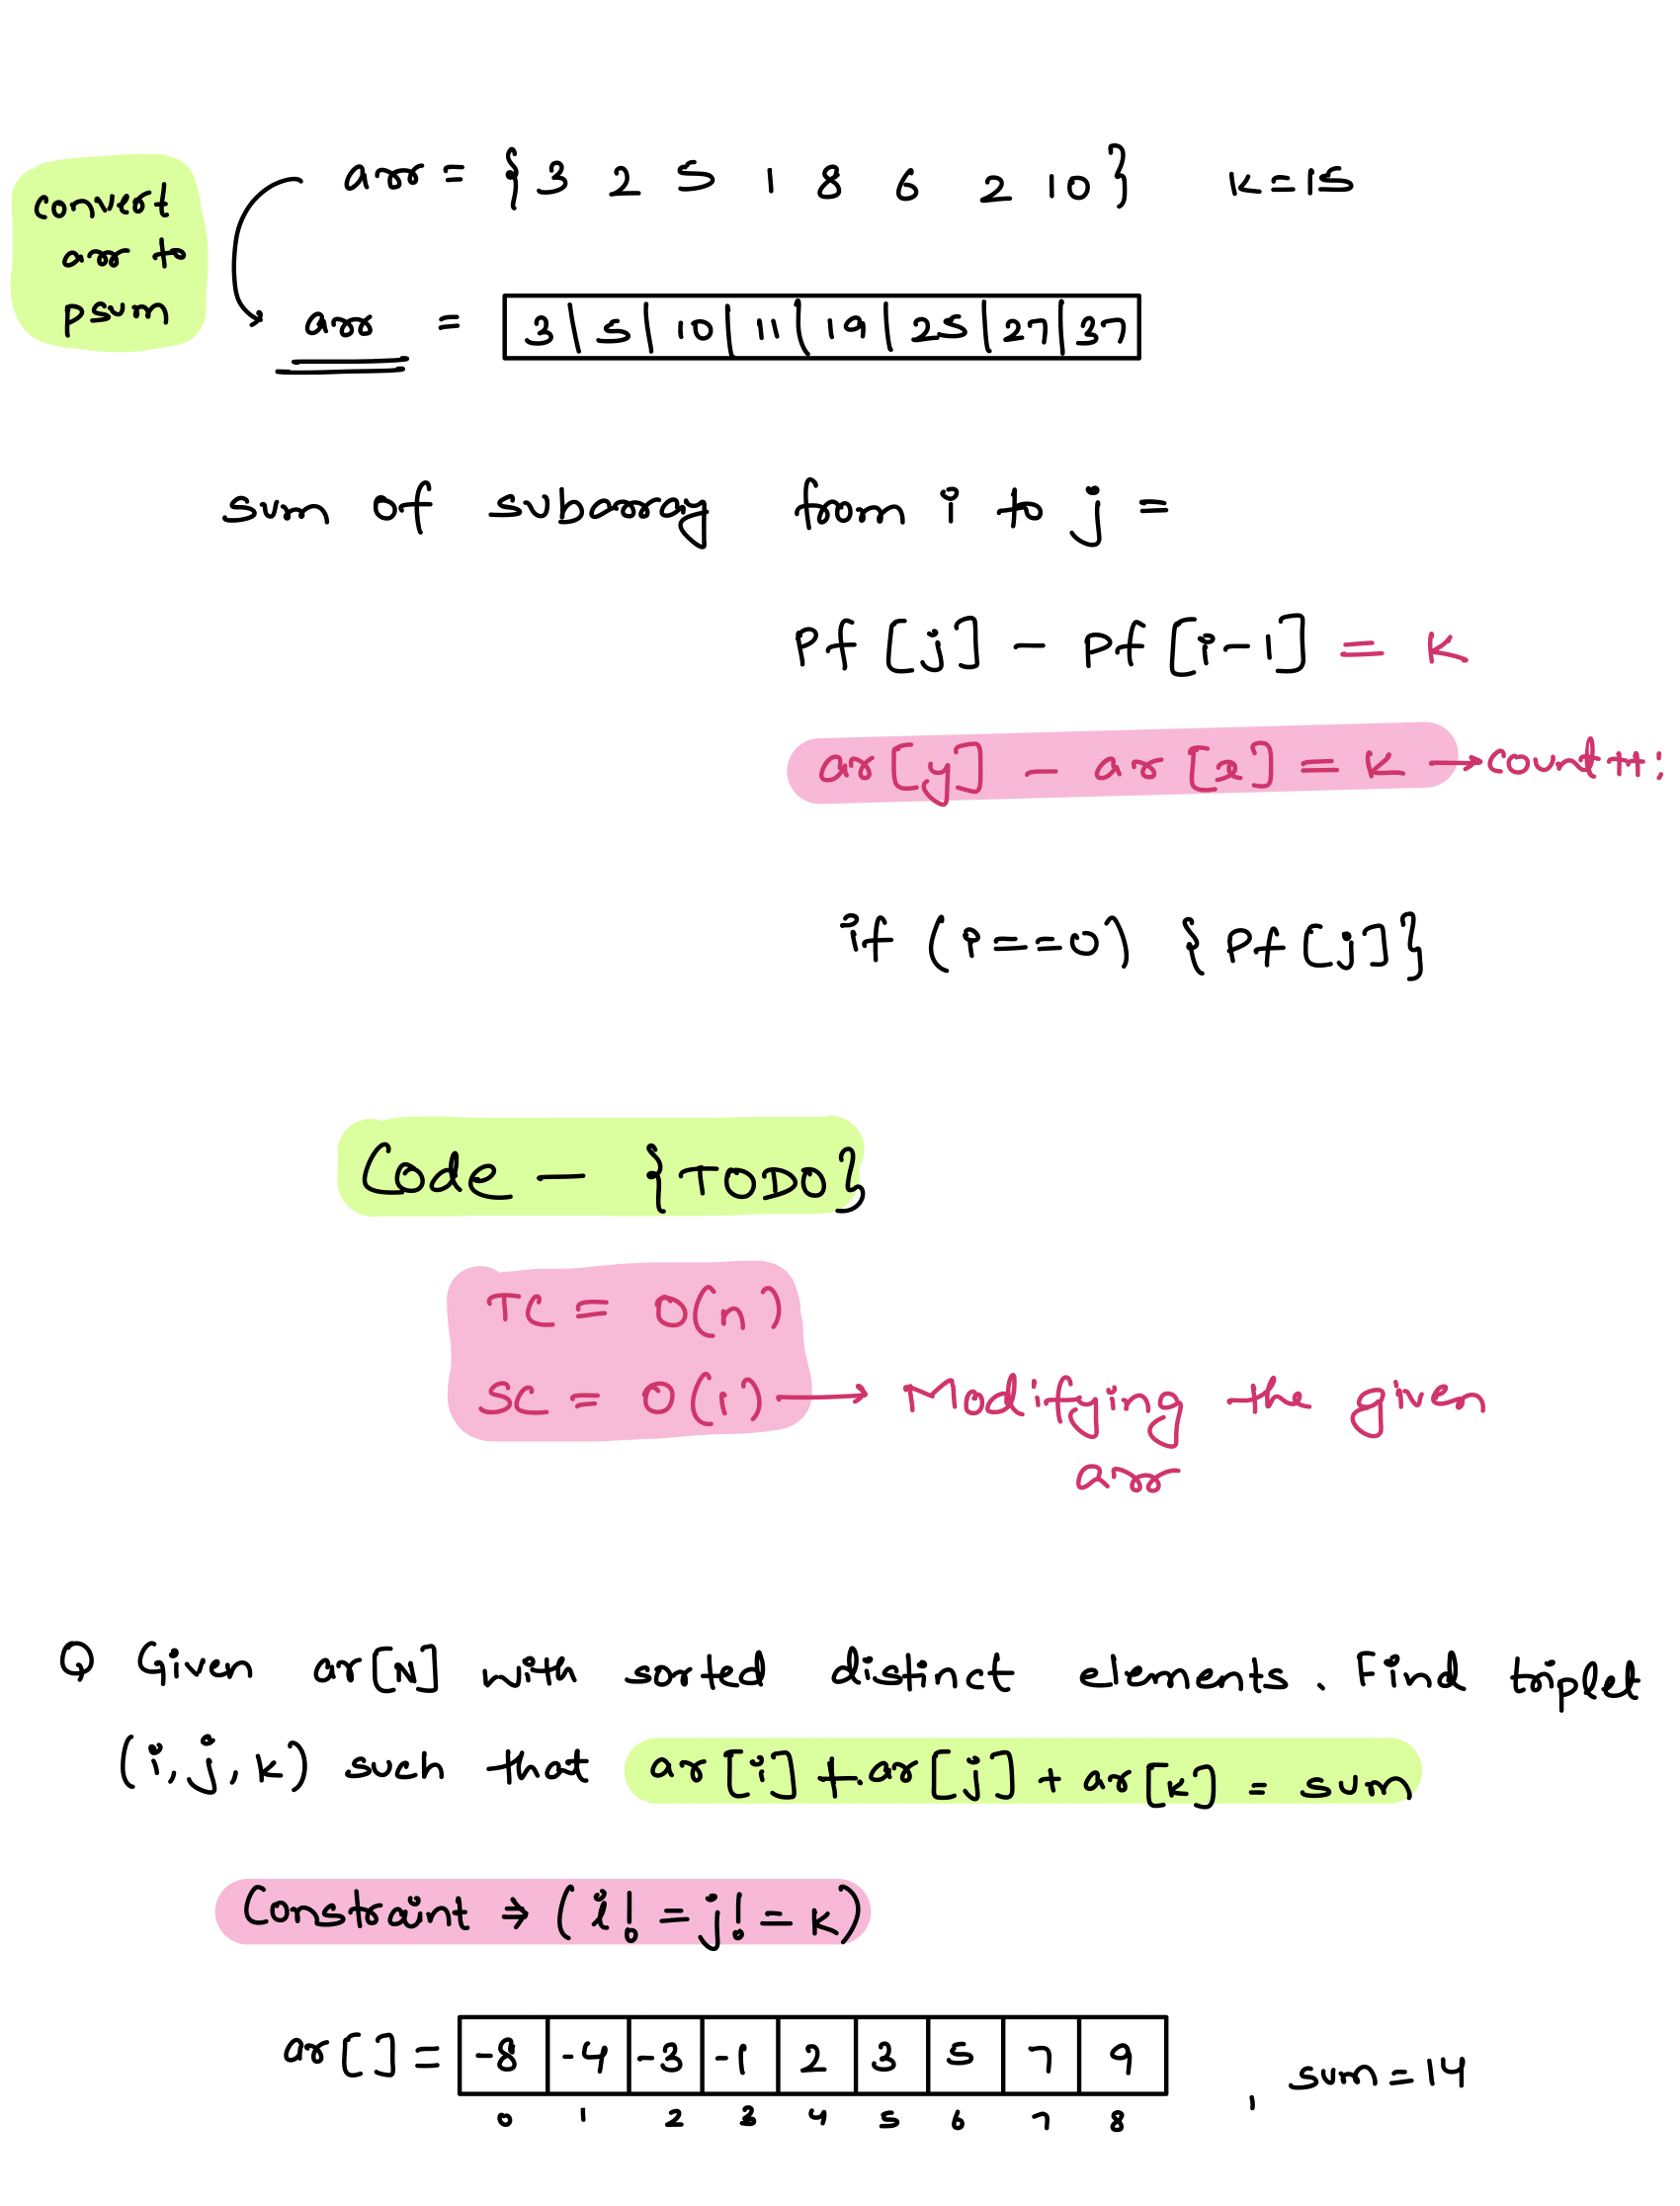 convert
arr to
psum
arr = {3 2 5 1 8 6 2 10} k=15
arr = 3 | 5 | 10 | 11 | 19 | 25 | 27 | 37
sum of subarray from i to j =
Pf [j] - Pf [i-1] = K
ar[y] - ar[x] = K → count++;
if (i==0) {Pf[j]}
Code - {TODO}
TC = O(n)
SC = O(1) → Modifying the given
arr
Q Given ar[N] with sorted distinct elements. Find triplet
(i, j, k) such that ar[i] + ar[j] + ar[k] = sum
Constraint ⇒ (i! = j! = k)
ar[] = -8 -4 -3 -1 2 3 5 7 9 , sum=14
0 1 2 3 4 5 6 7 8